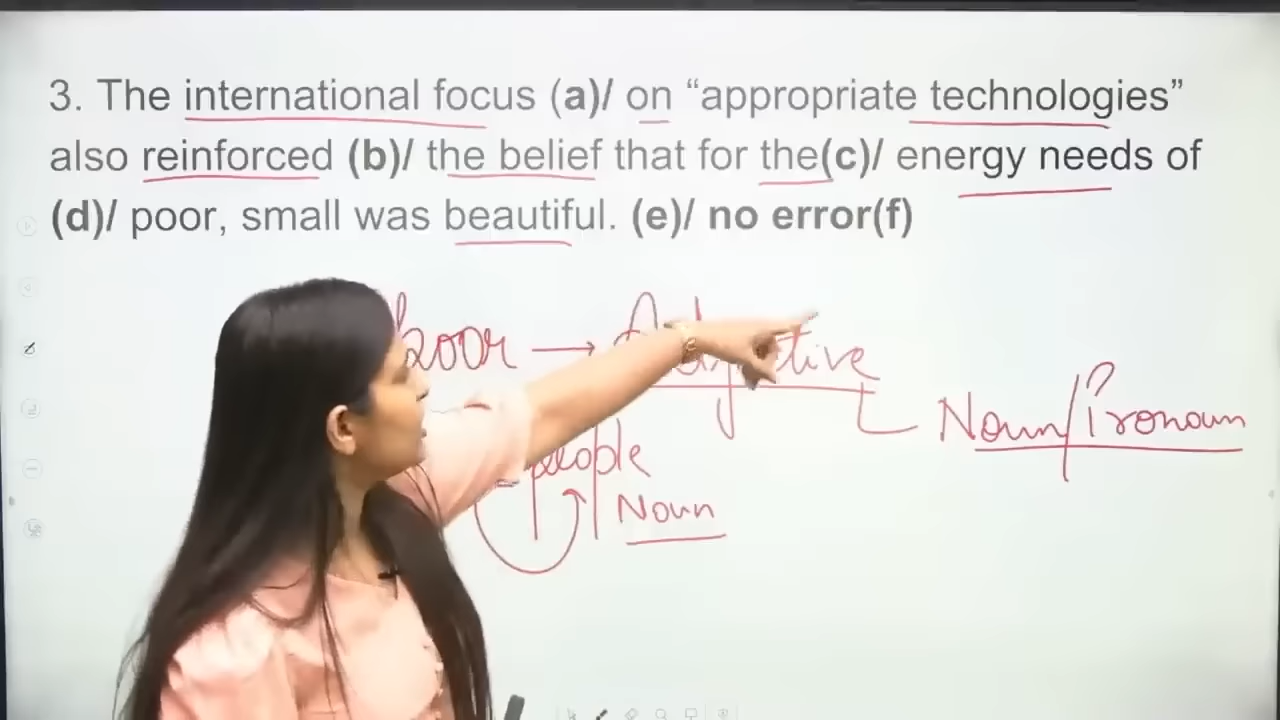 3. The international focus (a)/ on “appropriate technologies”
also reinforced (b)/ the belief that for the(c)/ energy needs of
(d)/ poor, small was beautiful. (e)/ no error(f)
poor → Adjective
Noun/Pronoun
people
Noun